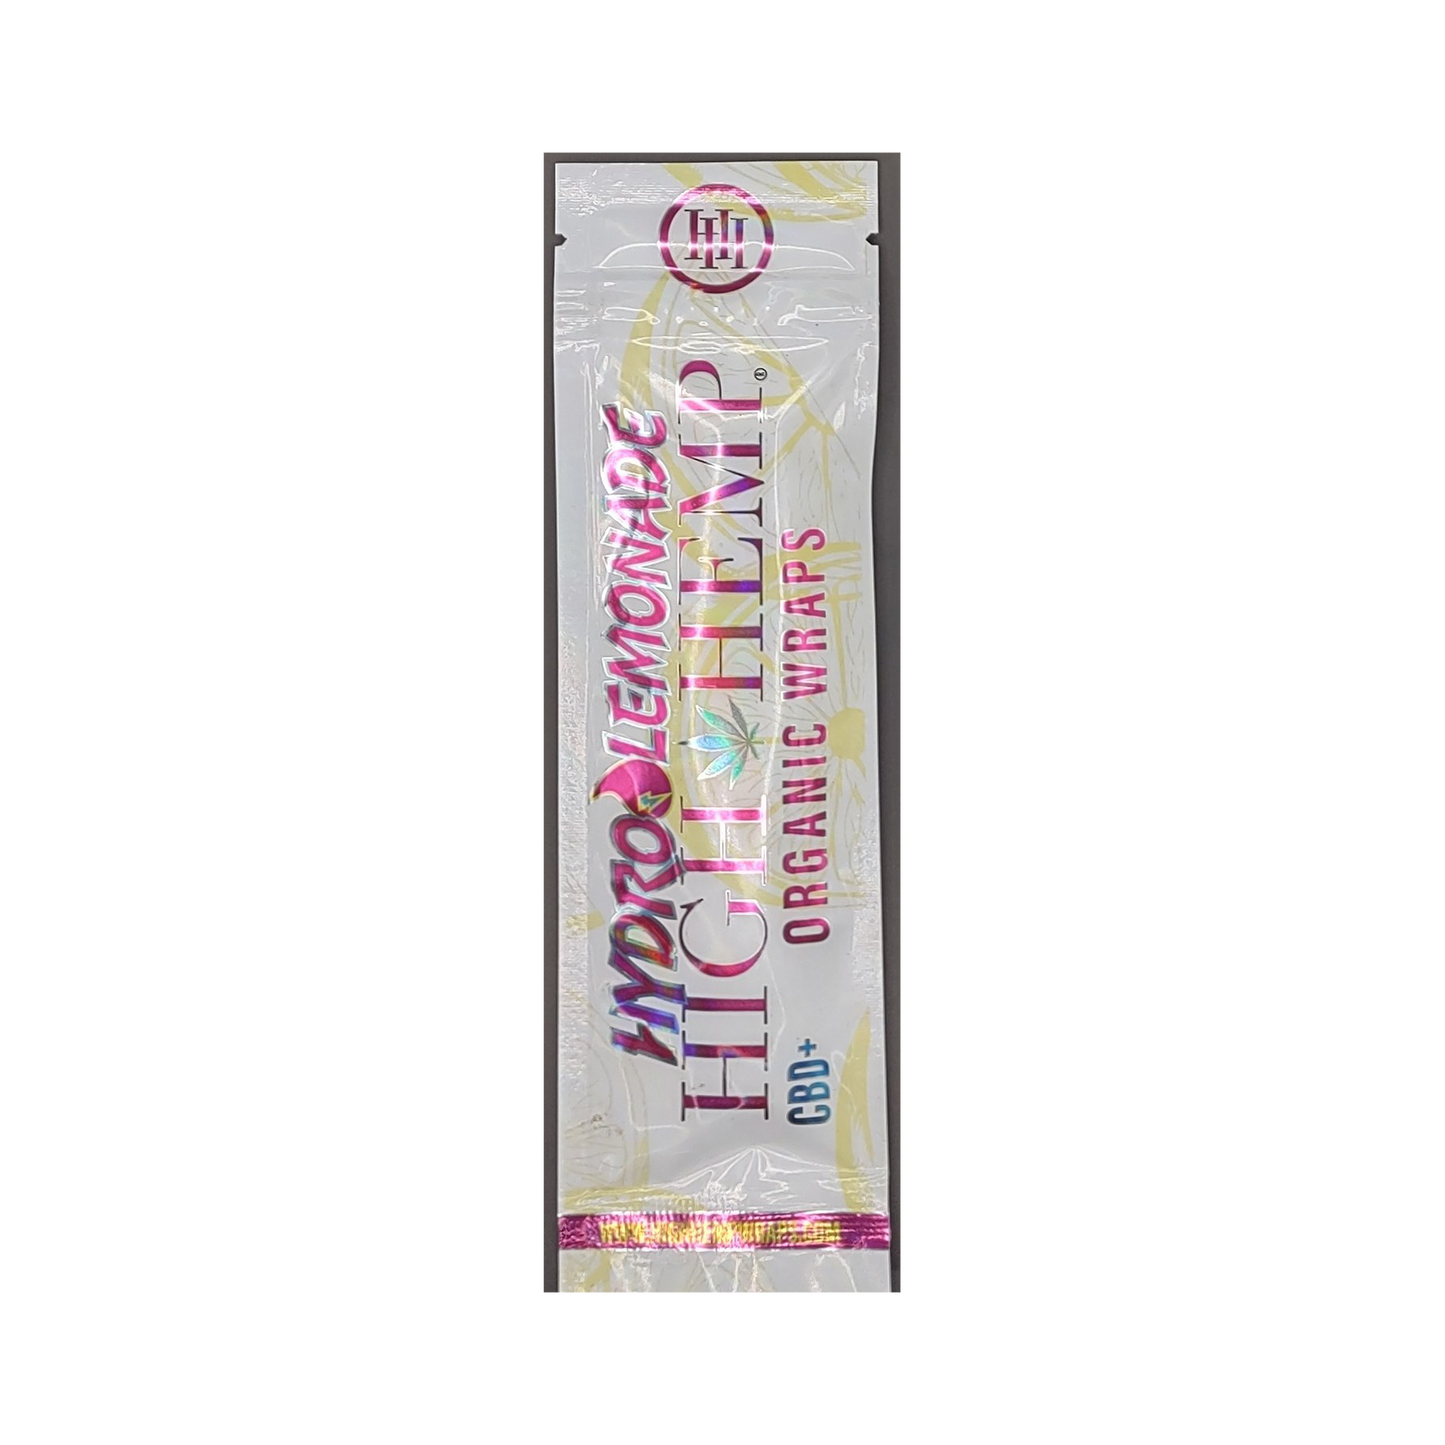 HYDRO LEMONADE
HIGH HEMP
CBD+ ORGANIC WRAPS